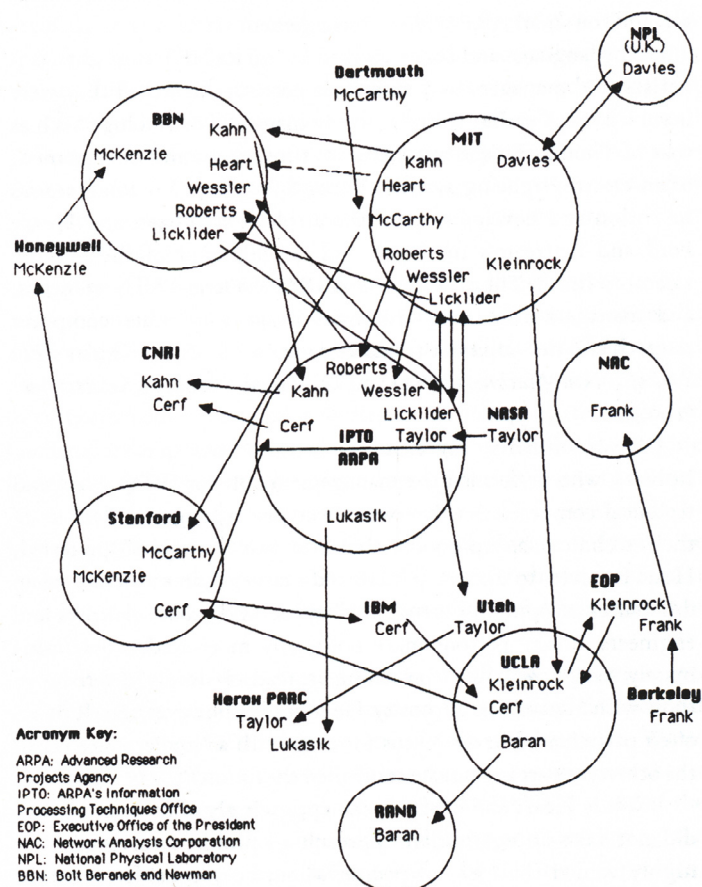 NPL
(U.K.)
Davies
Dartmouth
McCarthy
BBN
Kahn
McKenzie
Heart
Wessler
Roberts
Licklider
MIT
Kahn
Davies
Heart
McCarthy
Roberts
Kleinrock
Wessler
Licklider
Honeywell
McKenzie
CNRI
Kahn
Cerf
Roberts
Kahn
Wessler
Licklider
Cerf
IPTO
Taylor
ARPA
Lukasik
NASA
Taylor
NAC
Frank
Stanford
McCarthy
McKenzie
Cerf
IBM
Cerf
Utah
Taylor
EOP
Kleinrock
Frank
UCLA
Kleinrock
Cerf
Baran
Berkeley
Frank
Xerox PARC
Taylor
Lukasik
RAND
Baran
Acronym Key:
ARPA: Advanced Research
Projects Agency
IPTO: ARPA's Information
Processing Techniques Office
EOP: Executive Office of the President
NAC: Network Analysis Corporation
NPL: National Physical Laboratory
BBN: Bolt Beranek and Newman